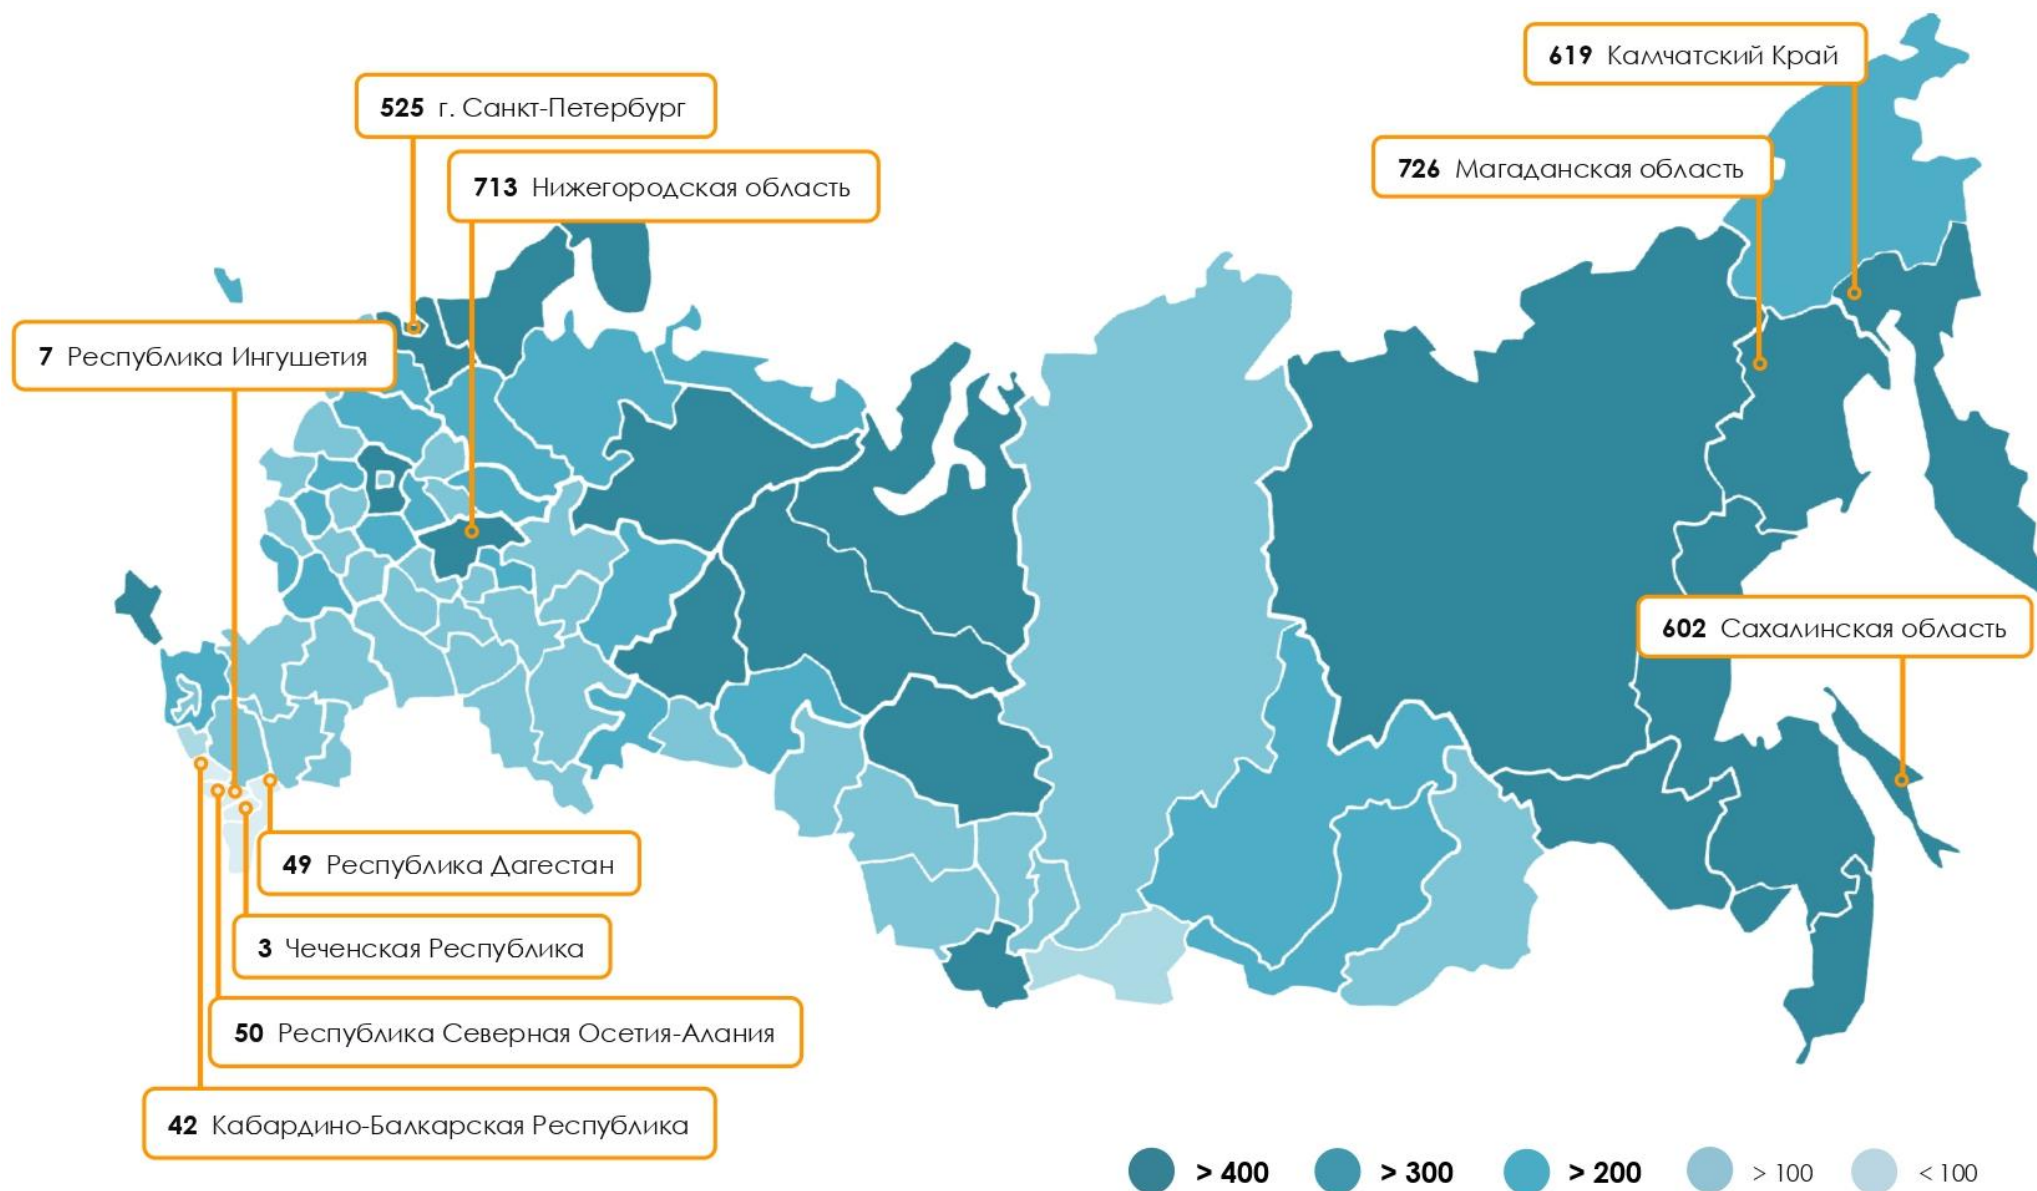 619 Камчатский Край
525 г. Санкт-Петербург
726 Магаданская область
713 Нижегородская область
7 Республика Ингушетия
602 Сахалинская область
49 Республика Дагестан
3 Чеченская Республика
50 Республика Северная Осетия-Алания
42 Кабардино-Балкарская Республика
> 400 > 300 > 200 > 100 < 100